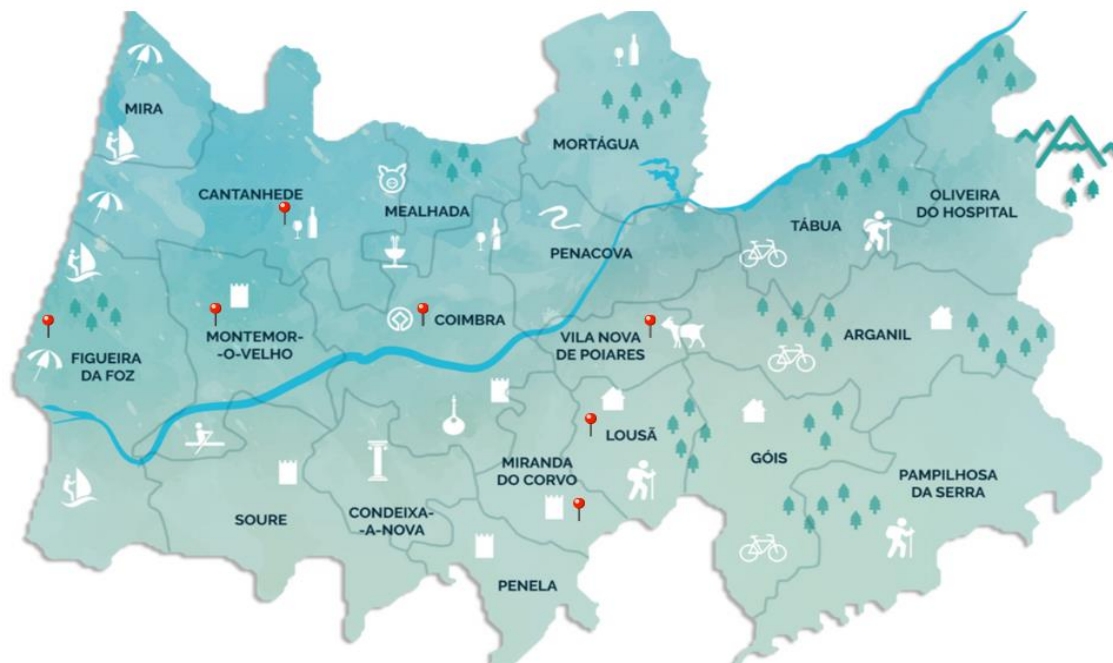 MIRA
MORTÁGUA
CANTANHEDE
MEALHADA
OLIVEIRA
DO HOSPITAL
TÁBUA
PENACOVA
COIMBRA
MONTEMOR-
-O-VELHO
VILA NOVA
DE POIARES
ARGANIL
FIGUEIRA
DA FOZ
LOUSÃ
GÓIS
MIRANDA
DO CORVO
PAMPILHOSA
DA SERRA
SOURE
CONDEIXA-
-A-NOVA
PENELA